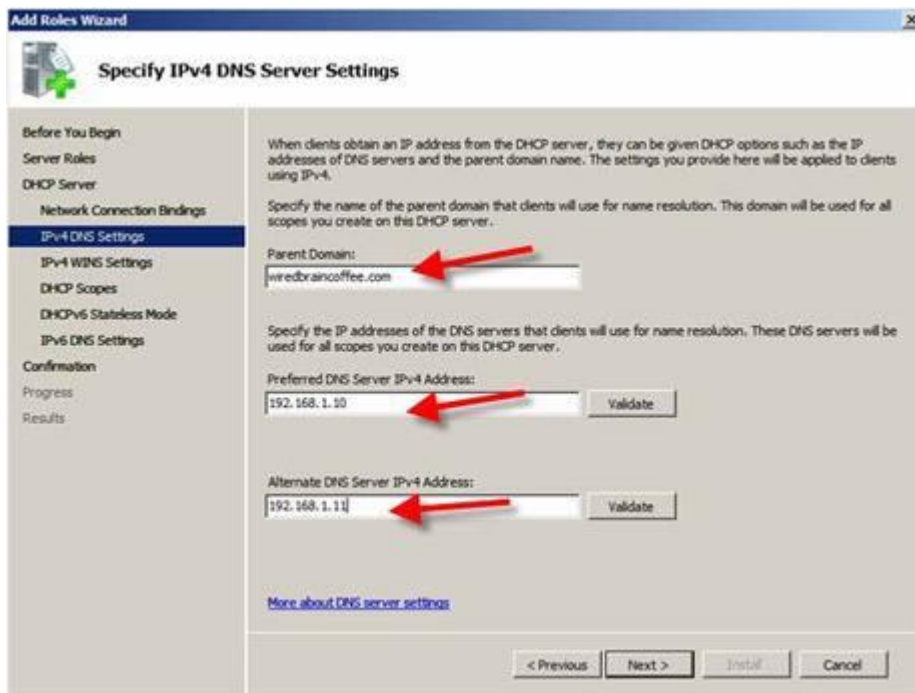 Add Roles Wizard
Specify IPv4 DNS Server Settings
Before You Begin
Server Roles
DHCP Server
Network Connection Bindings
IPv4 DNS Settings
IPv4 WINS Settings
DHCP Scopes
DHCPv6 Stateless Mode
IPv6 DNS Settings
Confirmation
Progress
Results
When clients obtain an IP address from the DHCP server, they can be given DHCP options such as the IP
addresses of DNS servers and the parent domain name. The settings you provide here will be applied to clients
using IPv4.
Specify the name of the parent domain that clients will use for name resolution. This domain will be used for all
scopes you create on this DHCP server.
Parent Domain:
wiredbraincoffee.com
Specify the IP addresses of the DNS servers that clients will use for name resolution. These DNS servers will be
used for all scopes you create on this DHCP server.
Preferred DNS Server IPv4 Address:
192.168.1.10
Validate
Alternate DNS Server IPv4 Address:
192.168.1.11
Validate
More about DNS server settings
< Previous
Next >
Install
Cancel